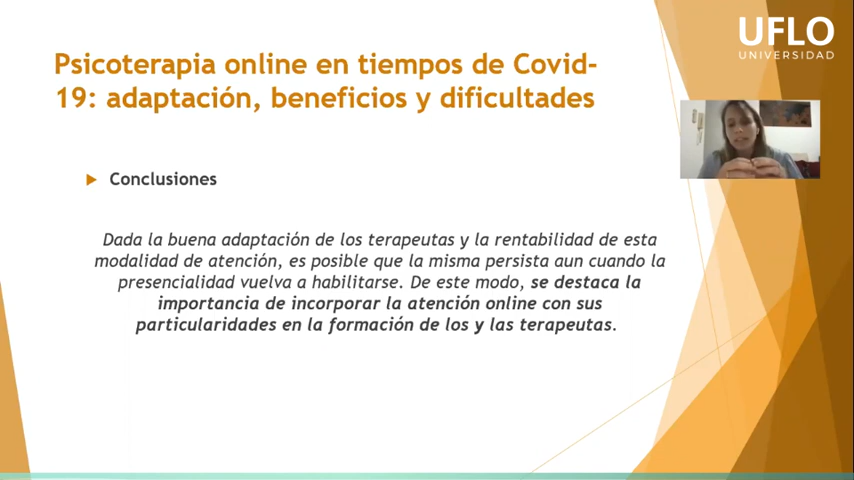 UFLO
UNIVERSIDAD
Psicoterapia online en tiempos de Covid-
19: adaptación, beneficios y dificultades
Conclusiones
Dada la buena adaptación de los terapeutas y la rentabilidad de esta
modalidad de atención, es posible que la misma persista aun cuando la
presencialidad vuelva a habilitarse. De este modo, se destaca la
importancia de incorporar la atención online con sus
particularidades en la formación de los y las terapeutas.